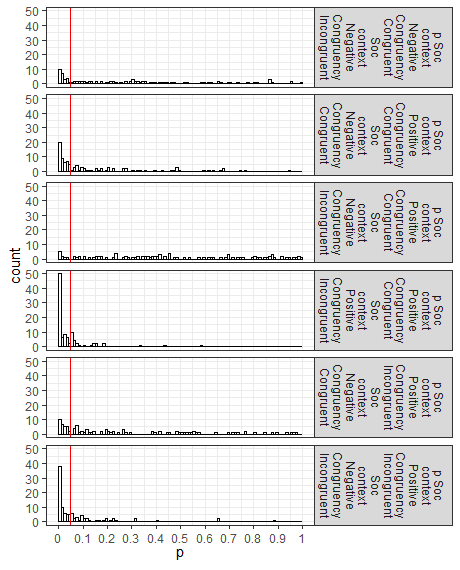 count
50
40
30
20
10
0
p Soc
context
Negative
Congruency
Congruent
Soc
context
Negative
Congruency
Incongruent
50
40
30
20
10
0
p Soc
context
Positive
Congruency
Congruent
Soc
context
Negative
Congruency
Congruent
50
40
30
20
10
0
p Soc
context
Positive
Congruency
Congruent
Soc
context
Negative
Congruency
Incongruent
50
40
30
20
10
0
p Soc
context
Positive
Congruency
Congruent
Soc
context
Positive
Congruency
Incongruent
50
40
30
20
10
0
p Soc
context
Positive
Congruency
Incongruent
Soc
context
Negative
Congruency
Congruent
50
40
30
20
10
0
p Soc
context
Positive
Congruency
Incongruent
Soc
context
Negative
Congruency
Incongruent
0 0.1 0.2 0.3 0.4 0.5 0.6 0.7 0.8 0.9 1
p